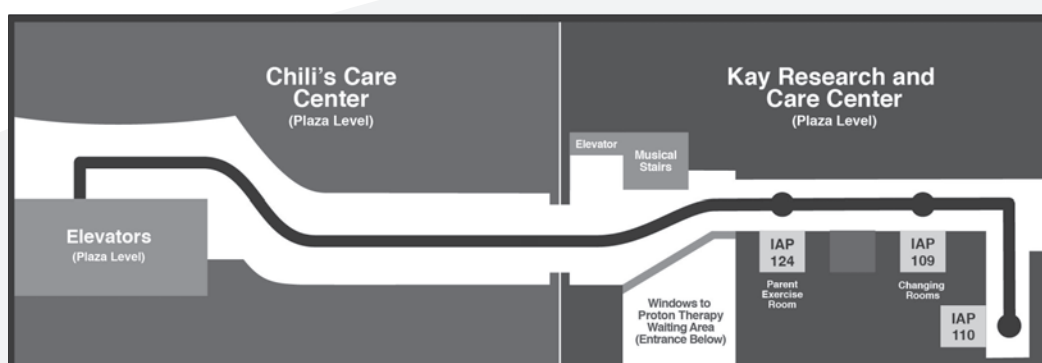 Chili's Care
Center
(Plaza Level)
Kay Research and
Care Center
(Plaza Level)
Elevator
Musical
Stairs
Elevators
(Plaza Level)
IAP
124
Parent
Exercise
Room
IAP
109
Changing
Rooms
Windows to
Proton Therapy
Waiting Area
(Entrance Below)
IAP
110